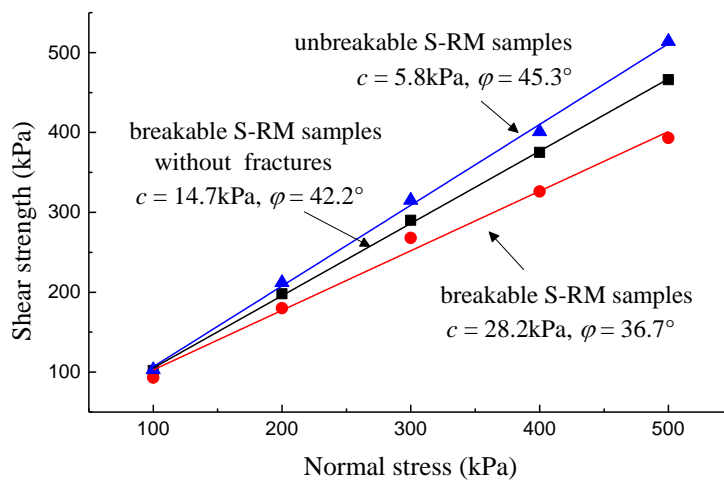 unbreakable S-RM samples
c = 5.8kPa, φ = 45.3°
breakable S-RM samples
without fractures
c = 14.7kPa, φ = 42.2°
breakable S-RM samples
c = 28.2kPa, φ = 36.7°
Shear strength (kPa)
500
400
300
200
100
100 200 300 400 500
Normal stress (kPa)